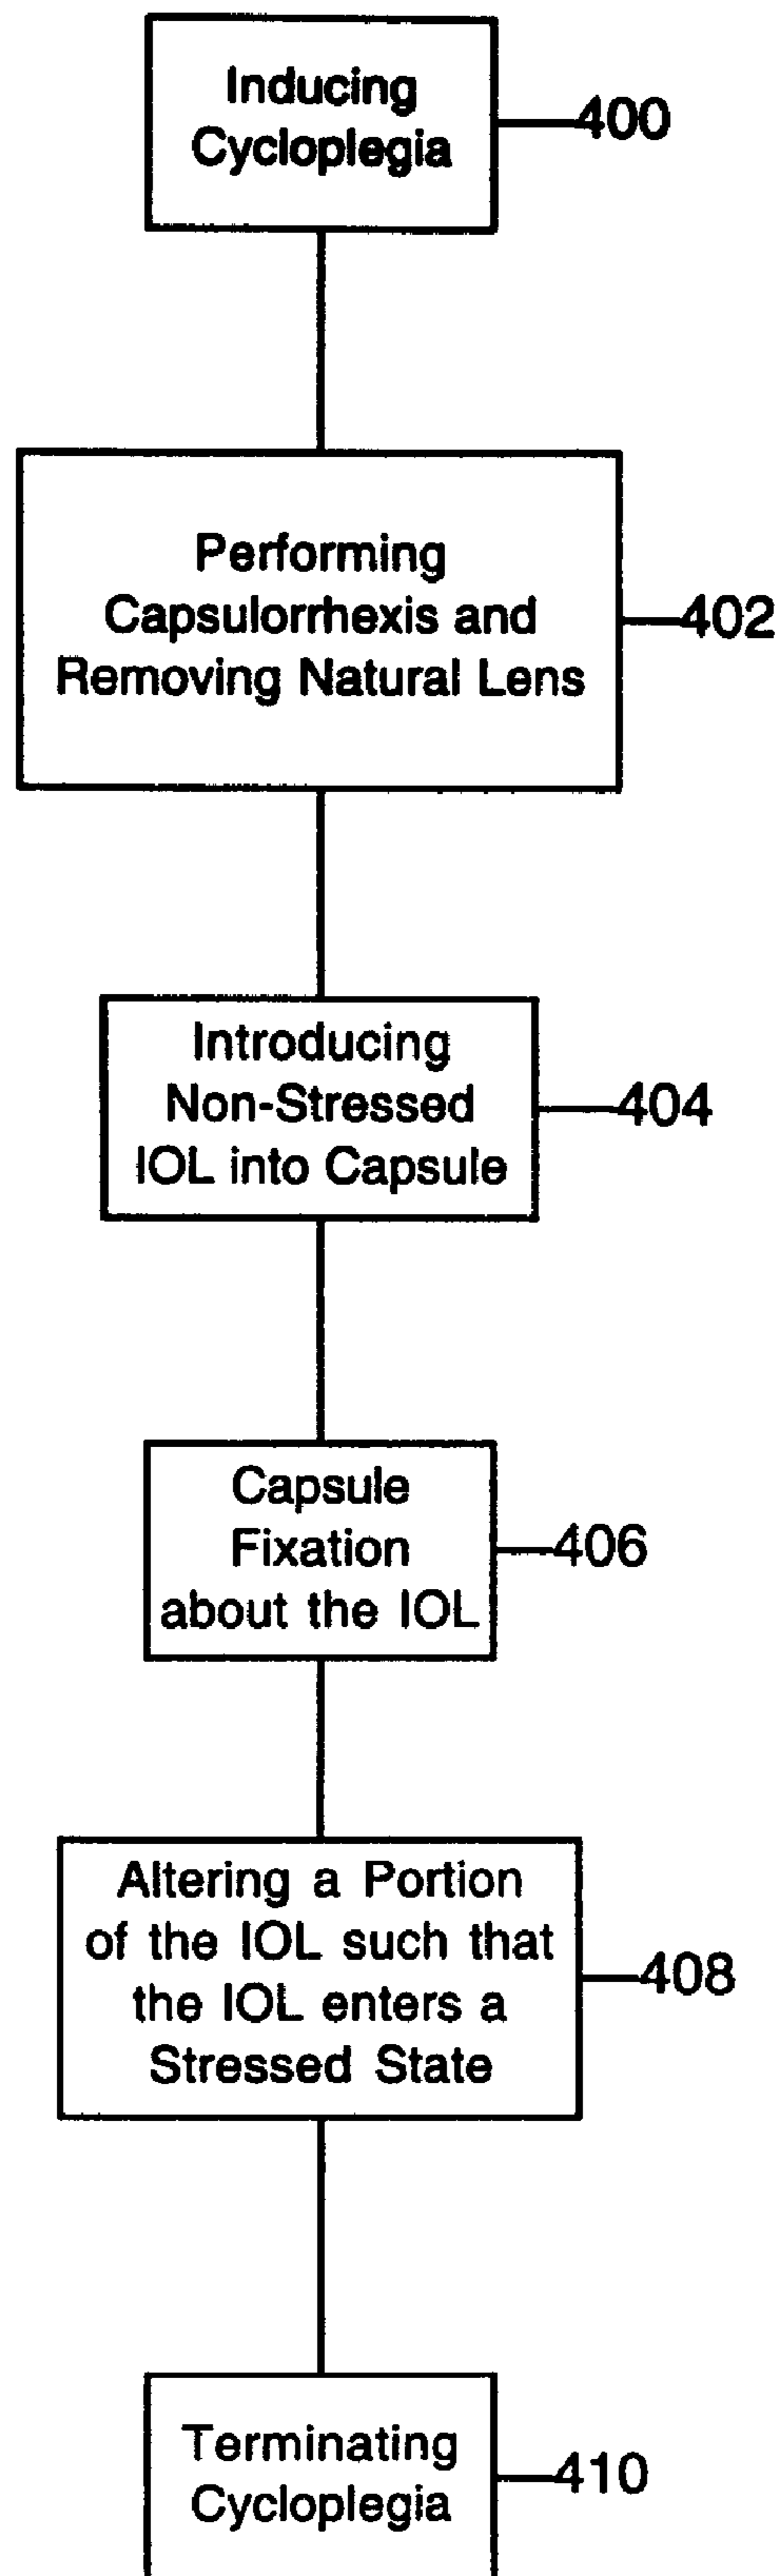 Inducing
Cycloplegia
400
Performing
Capsulorrhexis and
Removing Natural Lens
402
Introducing
Non-Stressed
IOL into Capsule
404
Capsule
Fixation
about the IOL
406
Altering a Portion
of the IOL such that
the IOL enters a
Stressed State
408
Terminating
Cycloplegia
410